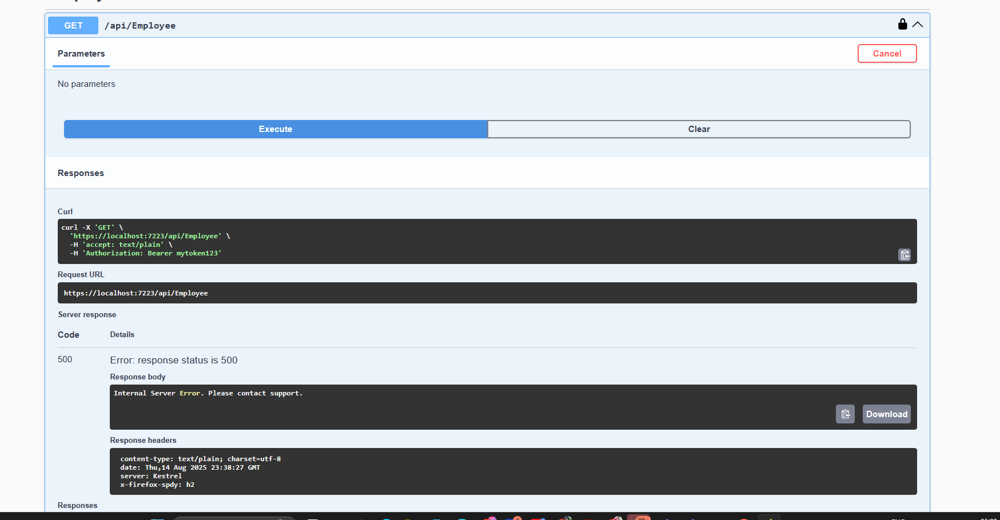 GET /api/Employee
Parameters
Cancel
No parameters
Execute
Clear
Responses
Curl
curl -X 'GET' \
'https://localhost:7223/api/Employee' \
-H 'accept: text/plain' \
-H 'Authorization: Bearer mytoken123'
Request URL
https://localhost:7223/api/Employee
Server response
Code Details
500 Error: response status is 500
Response body
Internal Server Error. Please contact support.
Download
Response headers
content-type: text/plain; charset=utf-8
date: Thu,14 Aug 2025 23:38:27 GMT
server: Kestrel
x-firefox-spdy: h2
Responses